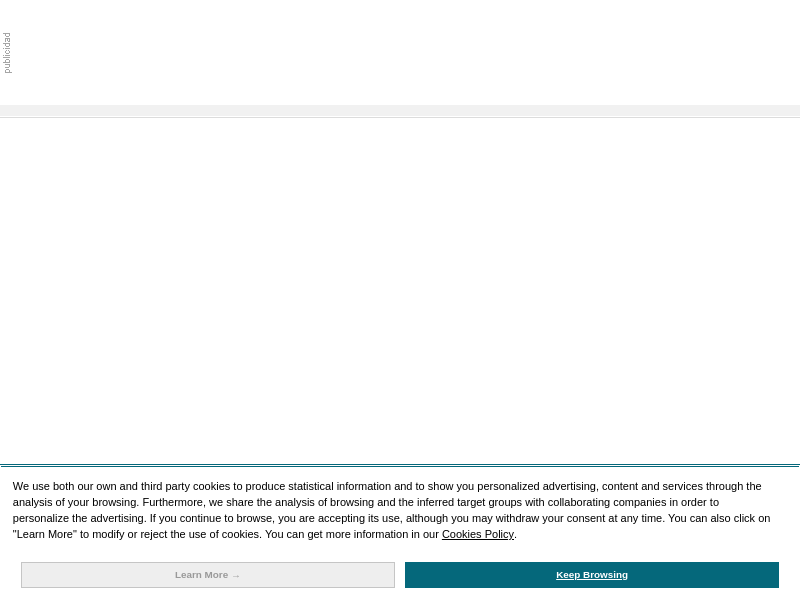 publicidad
We use both our own and third party cookies to produce statistical information and to show you personalized advertising, content and services through the
analysis of your browsing. Furthermore, we share the analysis of browsing and the inferred target groups with collaborating companies in order to
personalize the advertising. If you continue to browse, you are accepting its use, although you may withdraw your consent at any time. You can also click on
"Learn More" to modify or reject the use of cookies. You can get more information in our Cookies Policy.
Learn More →
Keep Browsing